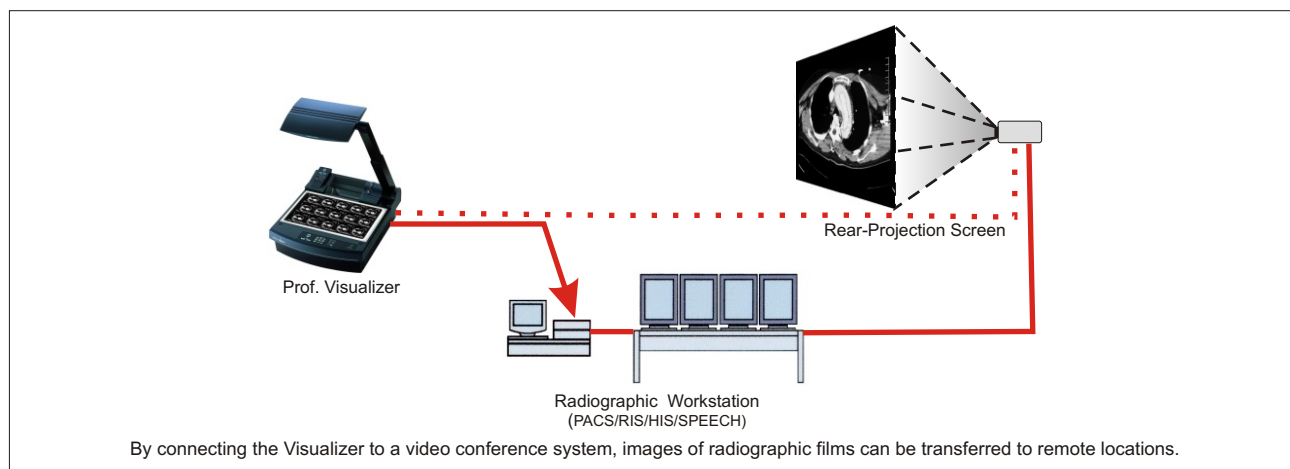 Rear-Projection Screen
Prof. Visualizer
Radiographic Workstation
(PACS/RIS/HIS/SPEECH)
By connecting the Visualizer to a video conference system, images of radiographic films can be transferred to remote locations.